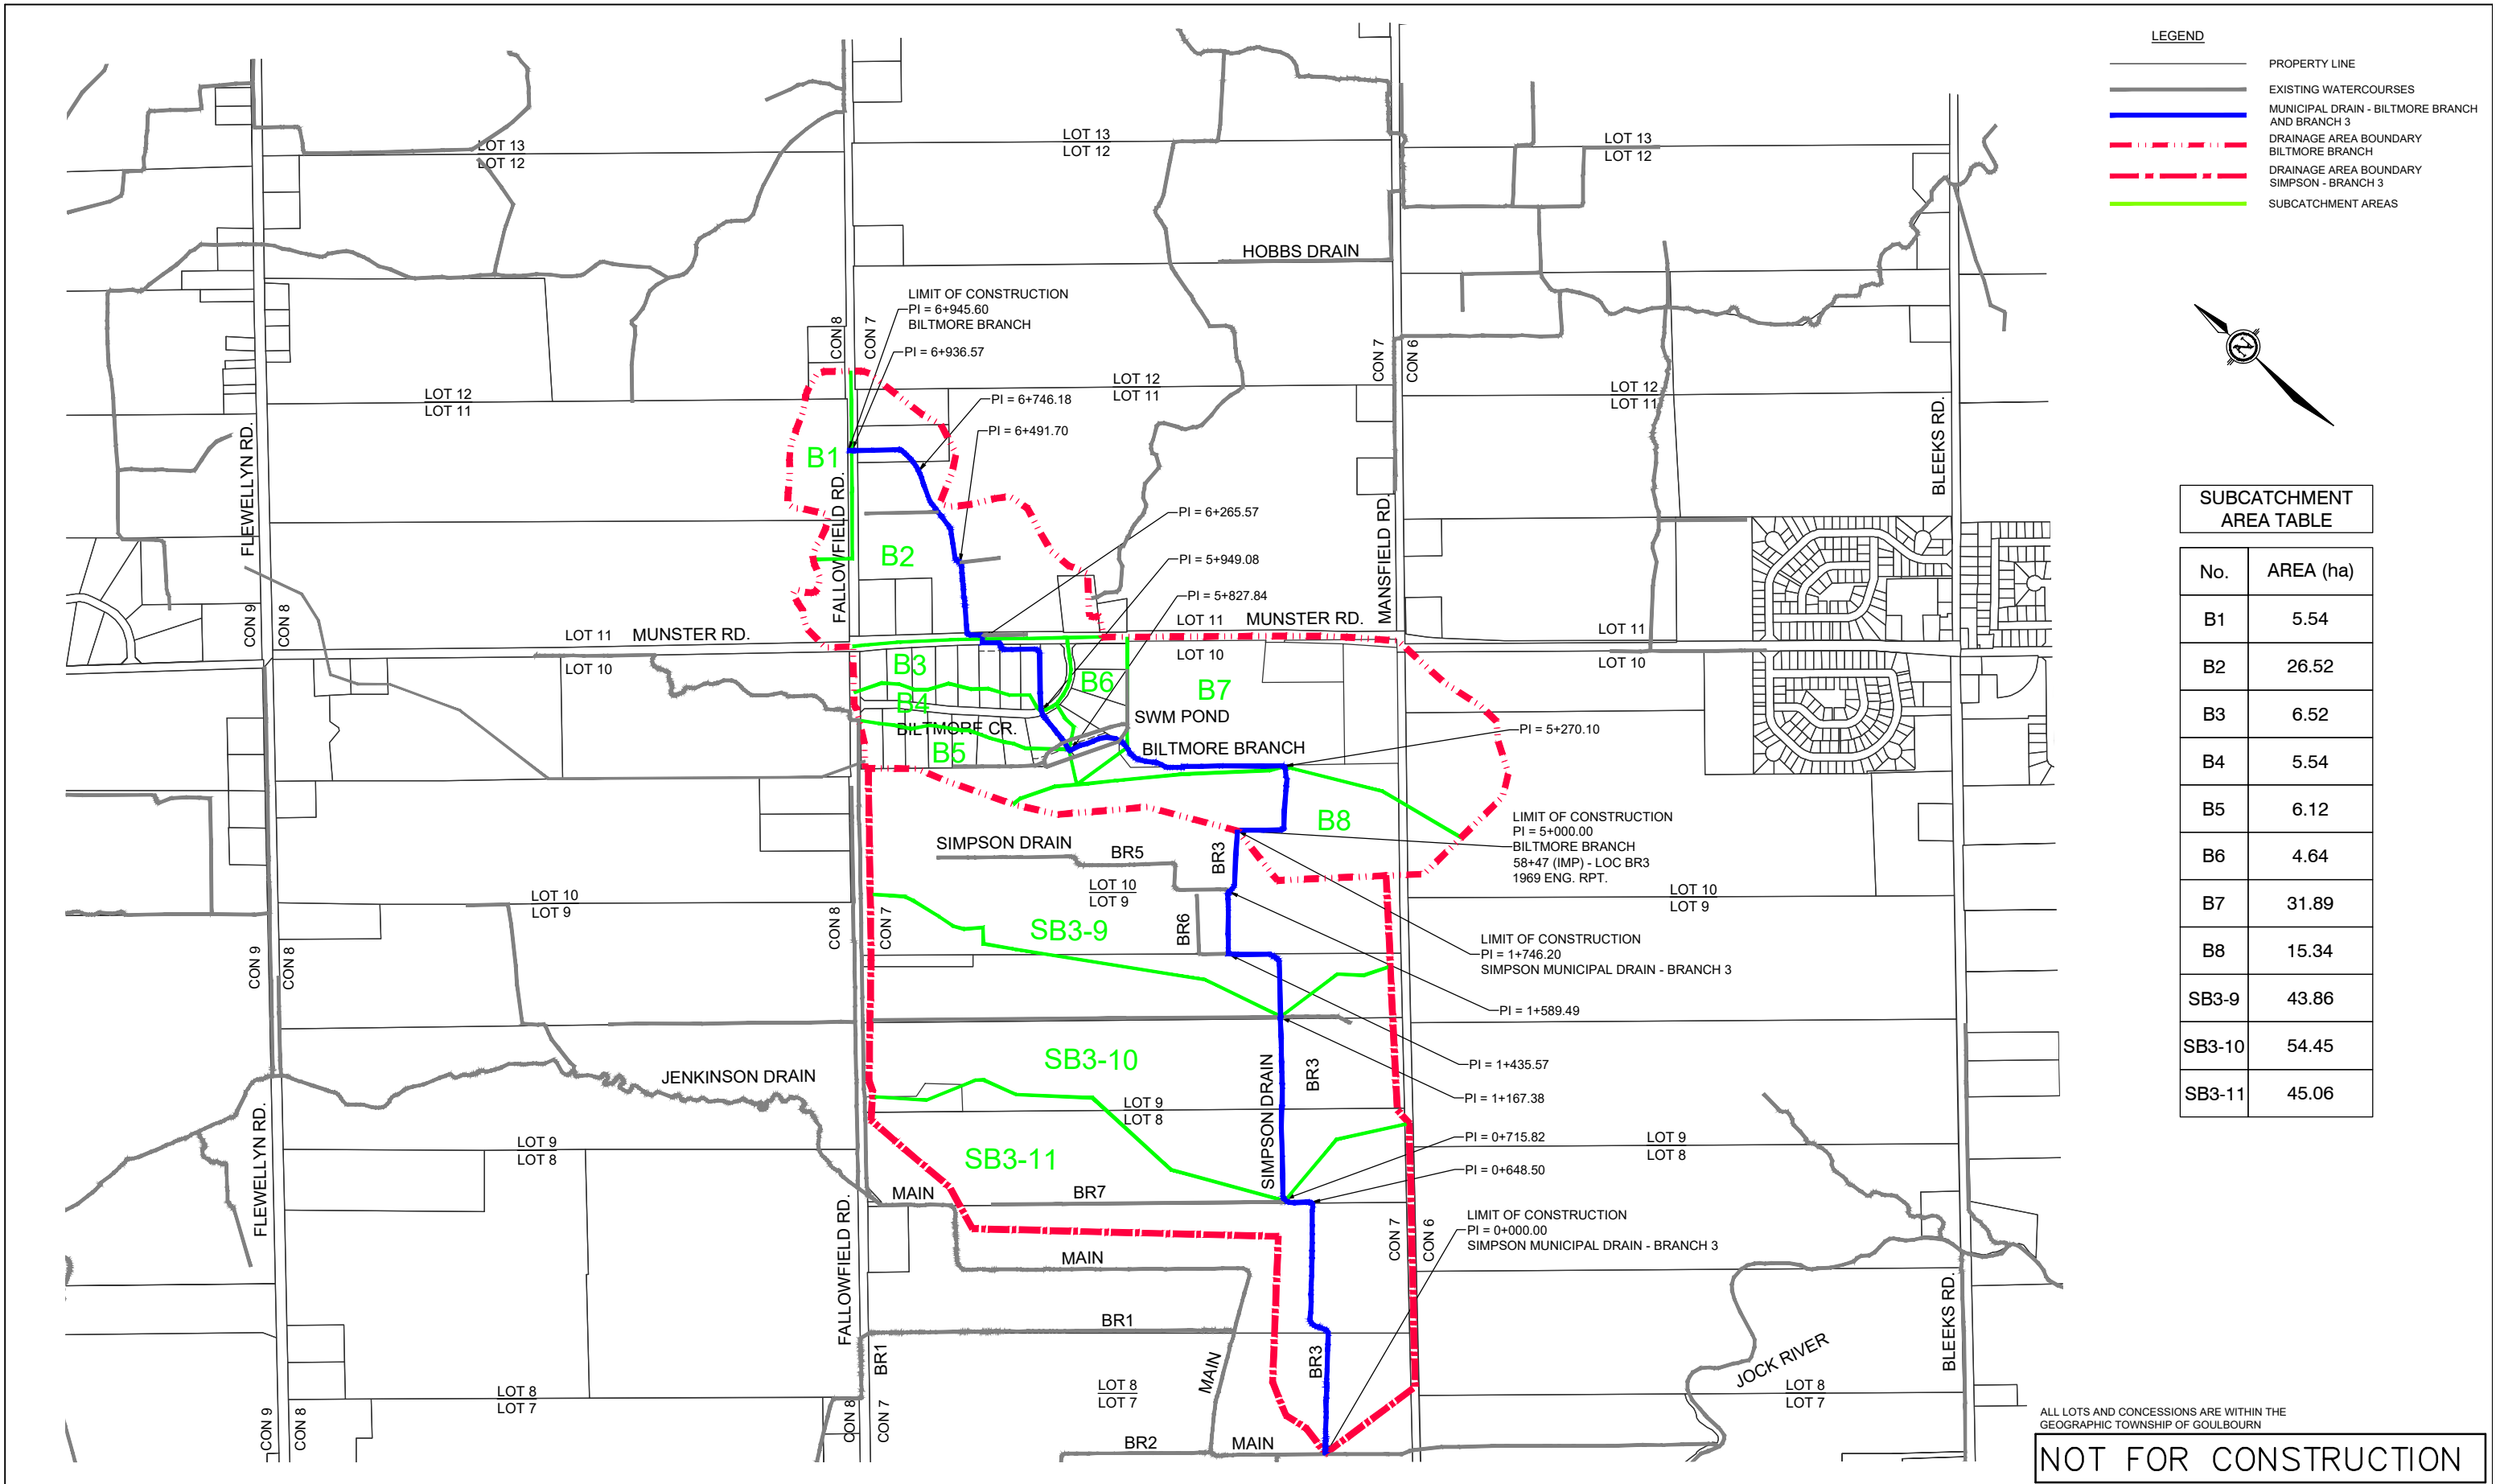 LEGEND
PROPERTY LINE
EXISTING WATERCOURSES
MUNICIPAL DRAIN - BILTMORE BRANCH
AND BRANCH 3
DRAINAGE AREA BOUNDARY
BILTMORE BRANCH
DRAINAGE AREA BOUNDARY
SIMPSON - BRANCH 3
SUBCATCHMENT AREAS
N
LOT 13
LOT 12
LOT 13
LOT 12
LOT 13
LOT 12
HOBBS DRAIN
LIMIT OF CONSTRUCTION
PI = 6+945.60
BILTMORE BRANCH
CON 8
CON 7
PI = 6+936.57
CON 7
CON 6
LOT 12
LOT 11
LOT 12
LOT 11
LOT 12
LOT 11
PI = 6+746.18
PI = 6+491.70
FLEWELLYN RD.
B1
FALLOWFIELD RD.
BLEEKS RD.
MANSFIELD RD.
PI = 6+265.57
B2
PI = 5+949.08
PI = 5+827.84
CON 9
CON 8
LOT 11
MUNSTER RD.
LOT 11
MUNSTER RD.
LOT 11
LOT 10
LOT 10
LOT 10
B3
B4
B6
B7
BILTMORE CR.
SWM POND
B5
BILTMORE BRANCH
PI = 5+270.10
B8
LIMIT OF CONSTRUCTION
PI = 5+000.00
BILTMORE BRANCH
58+47 (IMP) - LOC BR3
1969 ENG. RPT.
SIMPSON DRAIN
BR5
BR3
LOT 10
LOT 9
LOT 10
LOT 9
LOT 10
LOT 9
CON 8
CON 7
SB3-9
BR6
LIMIT OF CONSTRUCTION
PI = 1+746.20
SIMPSON MUNICIPAL DRAIN - BRANCH 3
CON 9
CON 8
PI = 1+589.49
SB3-10
PI = 1+435.57
JENKINSON DRAIN
SIMPSON DRAIN
BR3
PI = 1+167.38
LOT 9
LOT 8
FLEWELLYN RD.
LOT 9
LOT 8
PI = 0+715.82
LOT 9
LOT 8
SB3-11
PI = 0+648.50
MAIN
BR7
FALLOWFIELD RD.
LIMIT OF CONSTRUCTION
PI = 0+000.00
SIMPSON MUNICIPAL DRAIN - BRANCH 3
CON 7
CON 6
MAIN
BR1
BR1
MAIN
BR3
JOCK RIVER
BLEEKS RD.
LOT 8
LOT 7
LOT 8
LOT 7
LOT 8
LOT 7
CON 9
CON 8
CON 8
CON 7
BR2
MAIN
SUBCATCHMENT
AREA TABLE
No. AREA (ha)
B1 5.54
B2 26.52
B3 6.52
B4 5.54
B5 6.12
B6 4.64
B7 31.89
B8 15.34
SB3-9 43.86
SB3-10 54.45
SB3-11 45.06
ALL LOTS AND CONCESSIONS ARE WITHIN THE
GEOGRAPHIC TOWNSHIP OF GOULBOURN
NOT FOR CONSTRUCTION